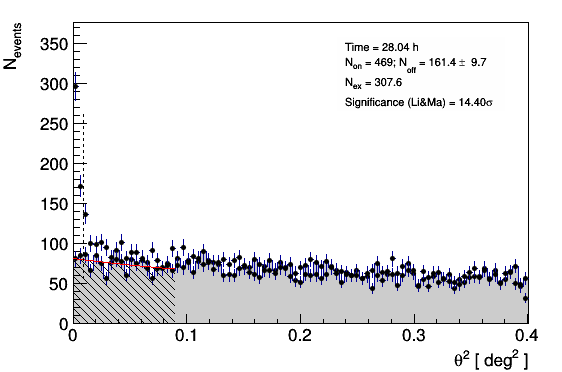 N_events
350
300
250
200
150
100
50
0
Time = 28.04 h
N_on = 469; N_off = 161.4 ± 9.7
N_ex = 307.6
Significance (Li&Ma) = 14.40σ
0 0.1 0.2 0.3 0.4
θ² [ deg² ]